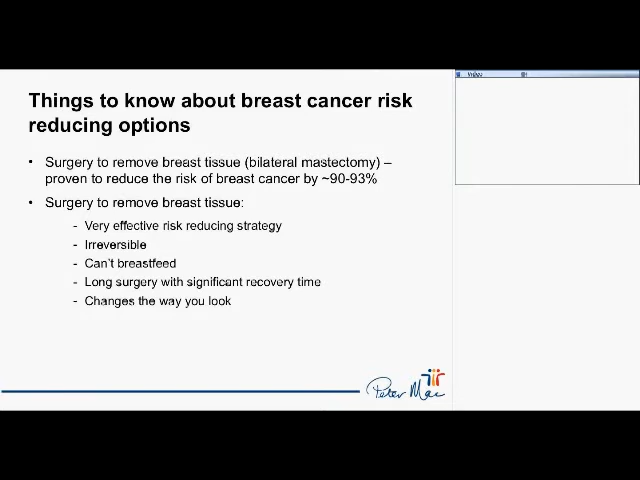 Video
Things to know about breast cancer risk
reducing options
• Surgery to remove breast tissue (bilateral mastectomy) –
proven to reduce the risk of breast cancer by ~90-93%
• Surgery to remove breast tissue:
- Very effective risk reducing strategy
- Irreversible
- Can't breastfeed
- Long surgery with significant recovery time
- Changes the way you look
Peter Mac